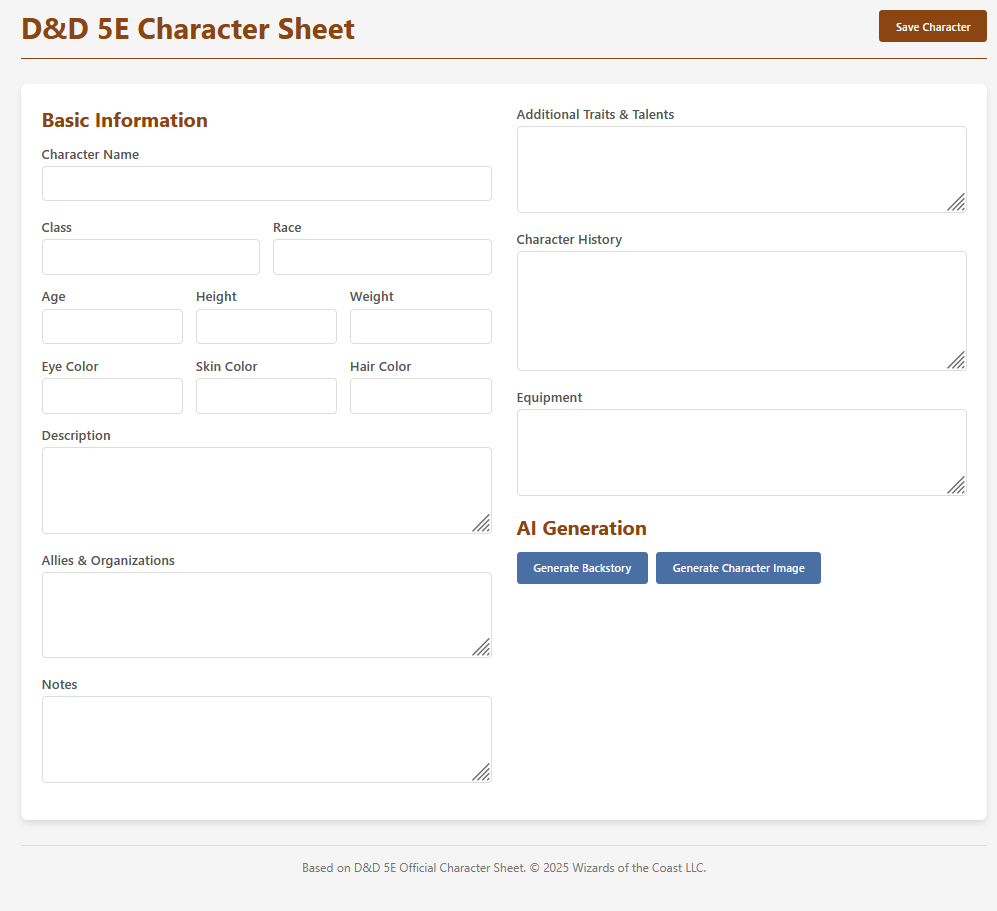 D&D 5E Character Sheet
Save Character
Basic Information
Character Name
Class Race
Age Height Weight
Eye Color Skin Color Hair Color
Description
Allies & Organizations
Notes
Additional Traits & Talents
Character History
Equipment
AI Generation
Generate Backstory Generate Character Image
Based on D&D 5E Official Character Sheet. © 2025 Wizards of the Coast LLC.